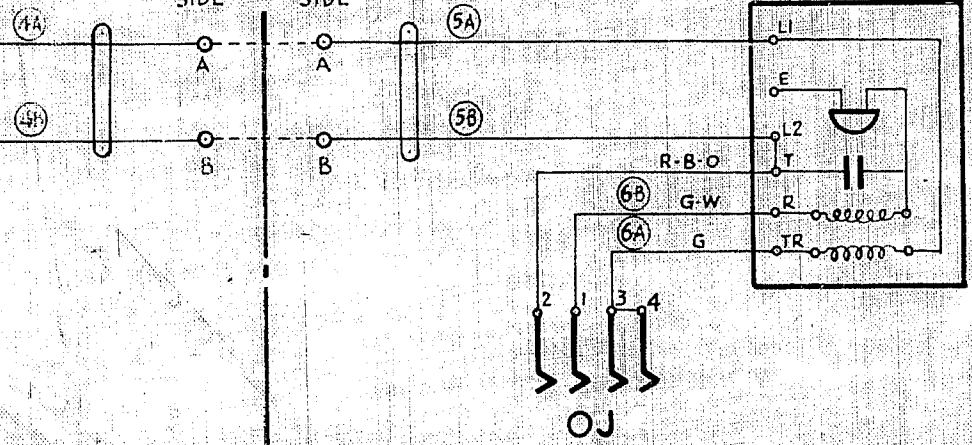 SIDE SIDE
4A 5A
L1
A A
E
4B 5B
L2
B B
R-B-O T
6B G-W R
6A G TR
2 1 3 4
OJ